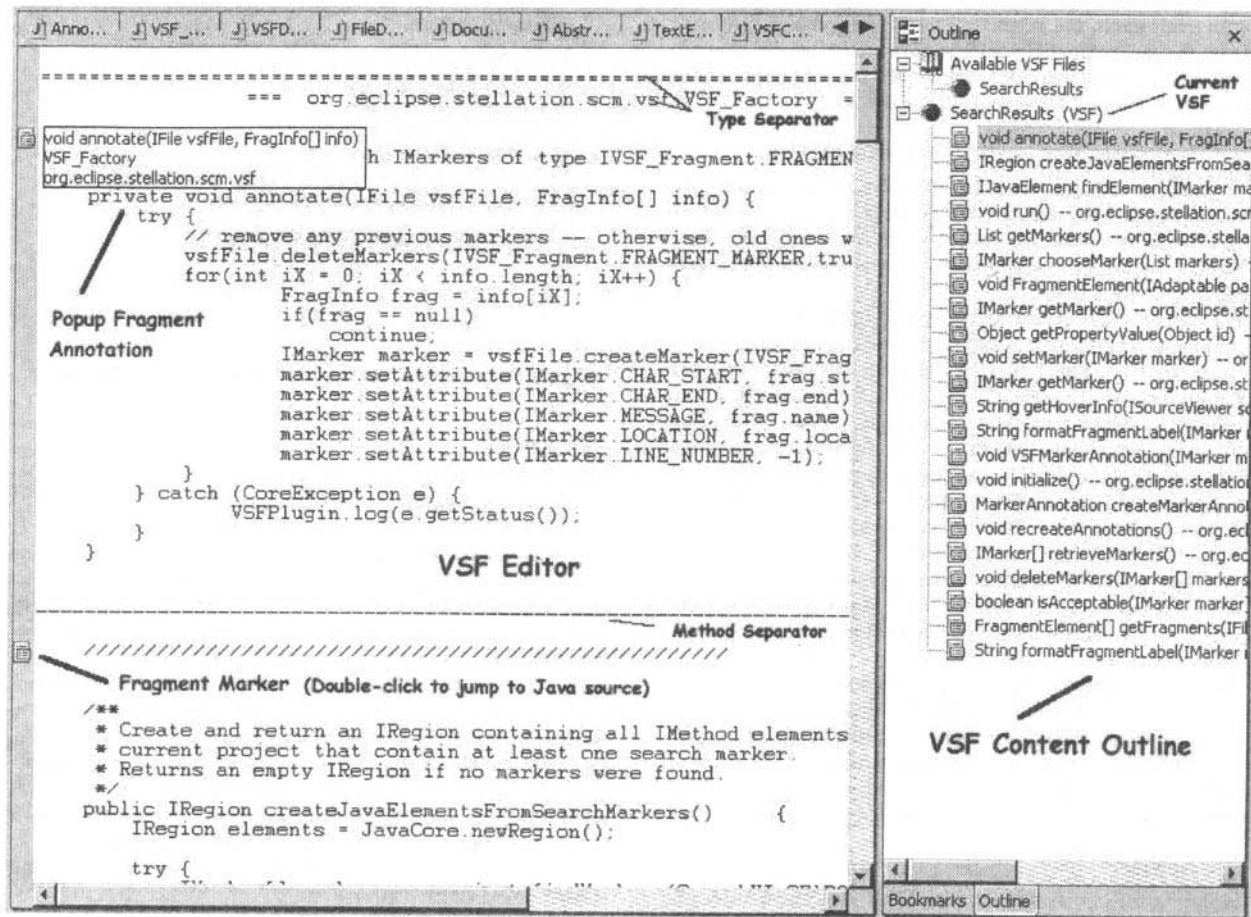 Anno... VSF_... VSFD... FileD... Docu... Abstr... TextE... VSFC...
================================================================
=== org.eclipse.stellation.scm.vsf VSF_Factory =
Type Separator
void annotate(IFile vsfFile, FragInfo[] info)
VSF_Factory
org.eclipse.stellation.scm.vsf
h IMarkers of type IVSF_Fragment.FRAGMEN
private void annotate(IFile vsfFile, FragInfo[] info) {
try {
// remove any previous markers -- otherwise, old ones w
vsfFile.deleteMarkers(IVSF_Fragment.FRAGMENT_MARKER,tru
for(int iX = 0; iX < info.length; iX++) {
FragInfo frag = info[iX];
if(frag == null)
continue;
IMarker marker = vsfFile.createMarker(IVSF_Frag
marker.setAttribute(IMarker.CHAR_START, frag.st
marker.setAttribute(IMarker.CHAR_END, frag.end)
marker.setAttribute(IMarker.MESSAGE, frag.name)
marker.setAttribute(IMarker.LOCATION, frag.loca
marker.setAttribute(IMarker.LINE_NUMBER, -1);
}
} catch (CoreException e) {
VSFPlugin.log(e.getStatus());
}
}
Popup Fragment
Annotation
VSF Editor
Method Separator
////////////////////////////////////////////////////////
Fragment Marker (Double-click to jump to Java source)
/**
* Create and return an IRegion containing all IMethod elements
* current project that contain at least one search marker.
* Returns an empty IRegion if no markers were found.
*/
public IRegion createJavaElementsFromSearchMarkers() {
IRegion elements = JavaCore.newRegion();
try {
Outline
Available VSF Files
SearchResults
Current
VSF
SearchResults (VSF)
void annotate(IFile vsfFile, FragInfo[
IRegion createJavaElementsFromSea
IJavaElement findElement(IMarker ma
void run() -- org.eclipse.stellation.scr
List getMarkers() -- org.eclipse.stella
IMarker chooseMarker(List markers) -
void FragmentElement(IAdaptable pa
IMarker getMarker() -- org.eclipse.st
Object getPropertyValue(Object id) -
void setMarker(IMarker marker) -- or
IMarker getMarker() -- org.eclipse.st
String getHoverInfo(ISourceViewer so
String formatFragmentLabel(IMarker
void VSFMarkerAnnotation(IMarker m
void initialize() -- org.eclipse.stellatio
MarkerAnnotation createMarkerAnnot
void recreateAnnotations() -- org.ecl
IMarker[] retrieveMarkers() -- org.ec
void deleteMarkers(IMarker[] markers
boolean isAcceptable(IMarker marker
FragmentElement[] getFragments(IFil
String formatFragmentLabel(IMarker
VSF Content Outline
Bookmarks Outline